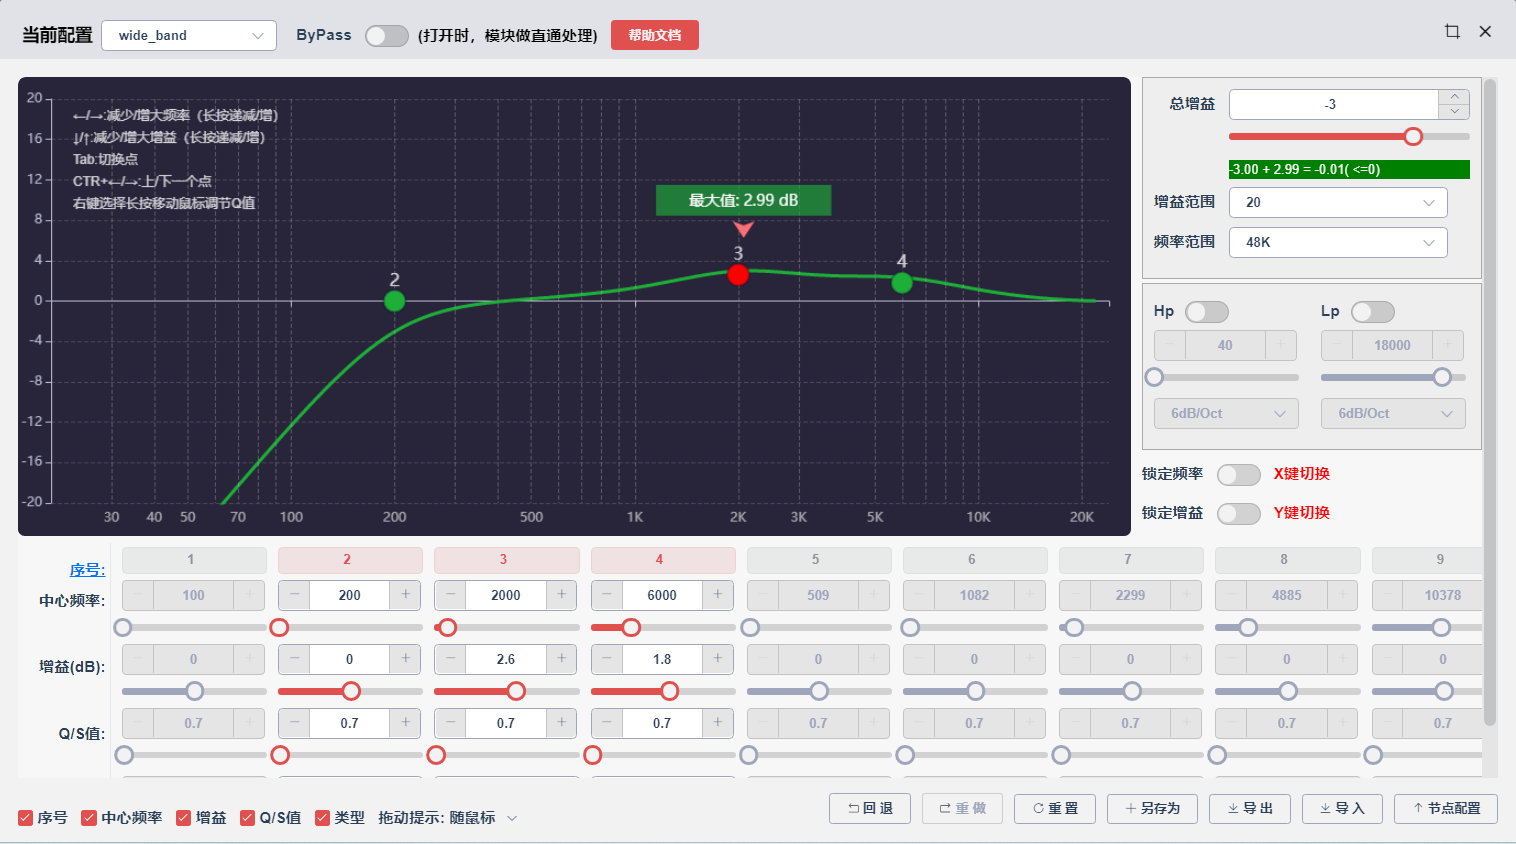 当前配置 wide_band ByPass (打开时，模块做直通处理) 帮助文档
20
16
12
8
4
0
-4
-8
-12
-16
-20
←/→:减少/增大频率（长按递减/增）
↓/↑:减少/增大增益（长按递减/增）
Tab:切换点
CTR+←/→:上/下一个点
右键选择长按移动鼠标调节Q值
最大值: 2.99 dB
2 3 4
30 40 50 70 100 200 500 1K 2K 3K 5K 10K 20K
总增益 -3
-3.00 + 2.99 = -0.01( <=0)
增益范围 20
频率范围 48K
Hp Lp
40 18000
6dB/Oct 6dB/Oct
锁定频率 X键切换
锁定增益 Y键切换
序号: 1 2 3 4 5 6 7 8 9
中心频率: 100 200 2000 6000 509 1082 2299 4885 10378
增益(dB): 0 0 2.6 1.8 0 0 0 0 0
Q/S值: 0.7 0.7 0.7 0.7 0.7 0.7 0.7 0.7 0.7
序号 中心频率 增益 Q/S值 类型 拖动提示: 随鼠标
回 退 重 做 重 置 另存为 导 出 导 入 节点配置